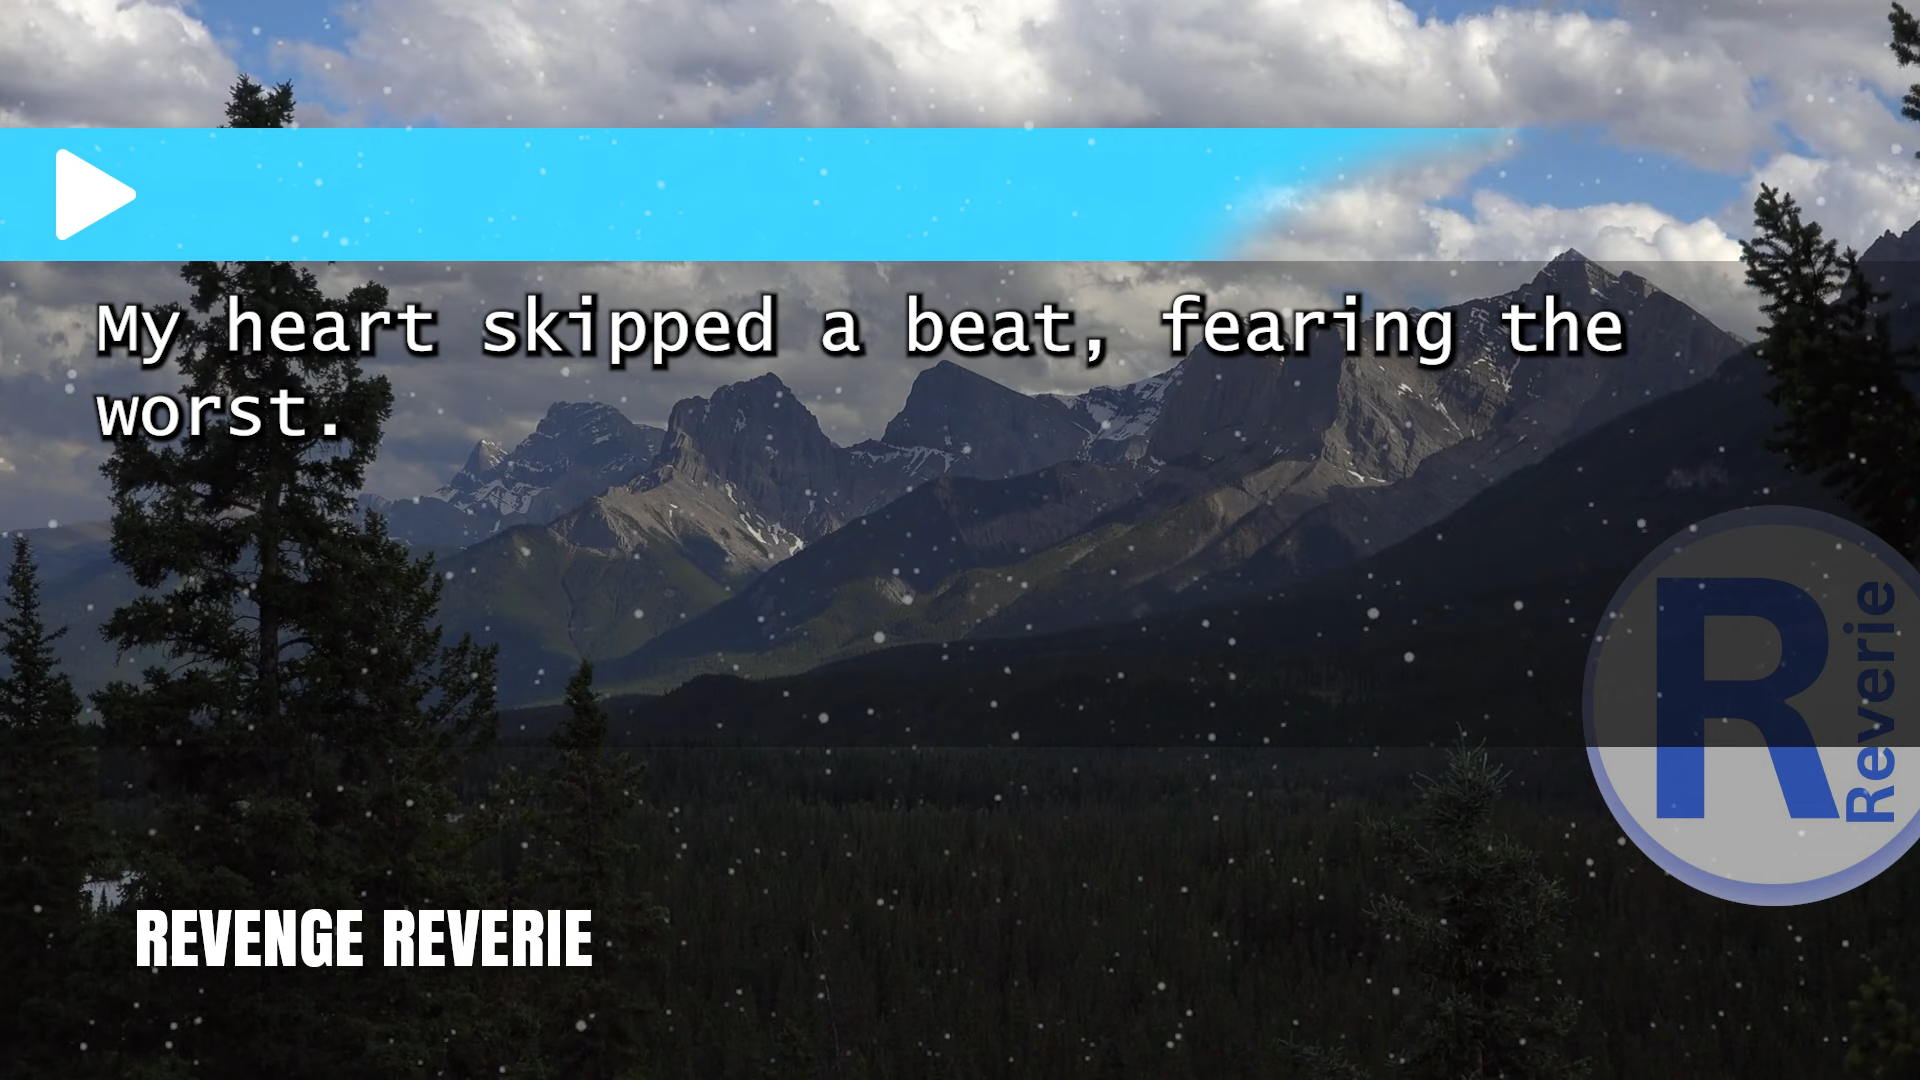 My heart skipped a beat, fearing the
worst.
R
Reverie
REVENGE REVERIE